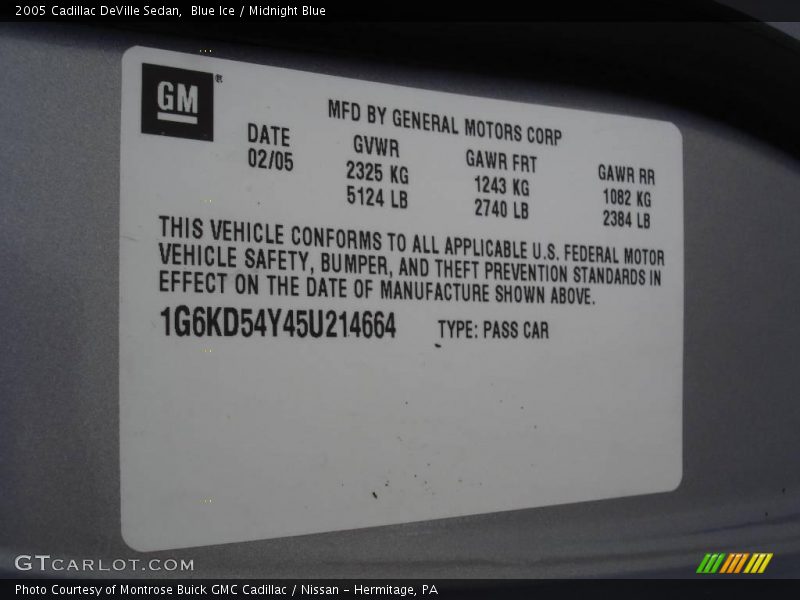 2005 Cadillac DeVille Sedan,  Blue Ice / Midnight Blue
GM®
MFD BY GENERAL MOTORS CORP
DATE GVWR GAWR FRT GAWR RR
02/05 2325 KG 1243 KG 1082 KG
5124 LB 2740 LB 2384 LB
THIS VEHICLE CONFORMS TO ALL APPLICABLE U.S. FEDERAL MOTOR
VEHICLE SAFETY, BUMPER, AND THEFT PREVENTION STANDARDS IN
EFFECT ON THE DATE OF MANUFACTURE SHOWN ABOVE.
1G6KD54Y45U214664 TYPE: PASS CAR
GTCARLOT.COM
Photo Courtesy of Montrose Buick GMC Cadillac / Nissan - Hermitage, PA